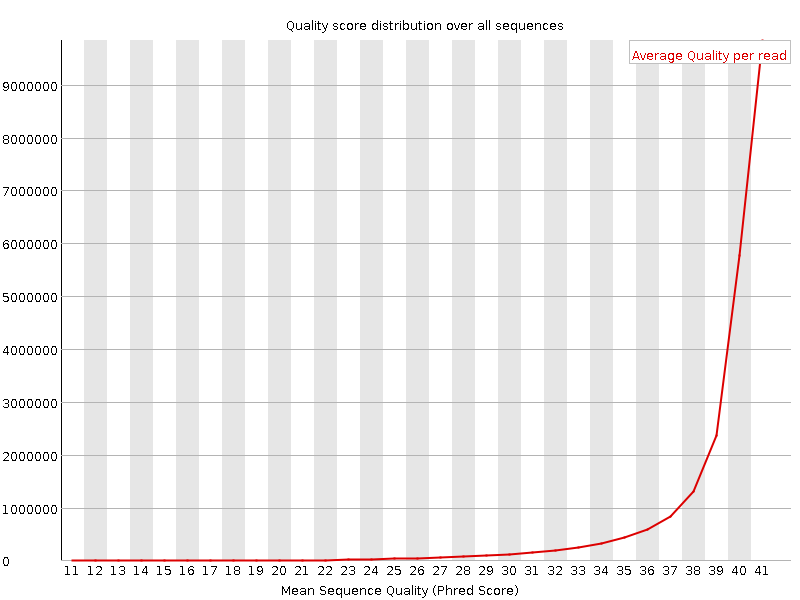 Quality score distribution over all sequences
Average Quality per read
9000000
8000000
7000000
6000000
5000000
4000000
3000000
2000000
1000000
0
11 12 13 14 15 16 17 18 19 20 21 22 23 24 25 26 27 28 29 30 31 32 33 34 35 36 37 38 39 40 41
Mean Sequence Quality (Phred Score)